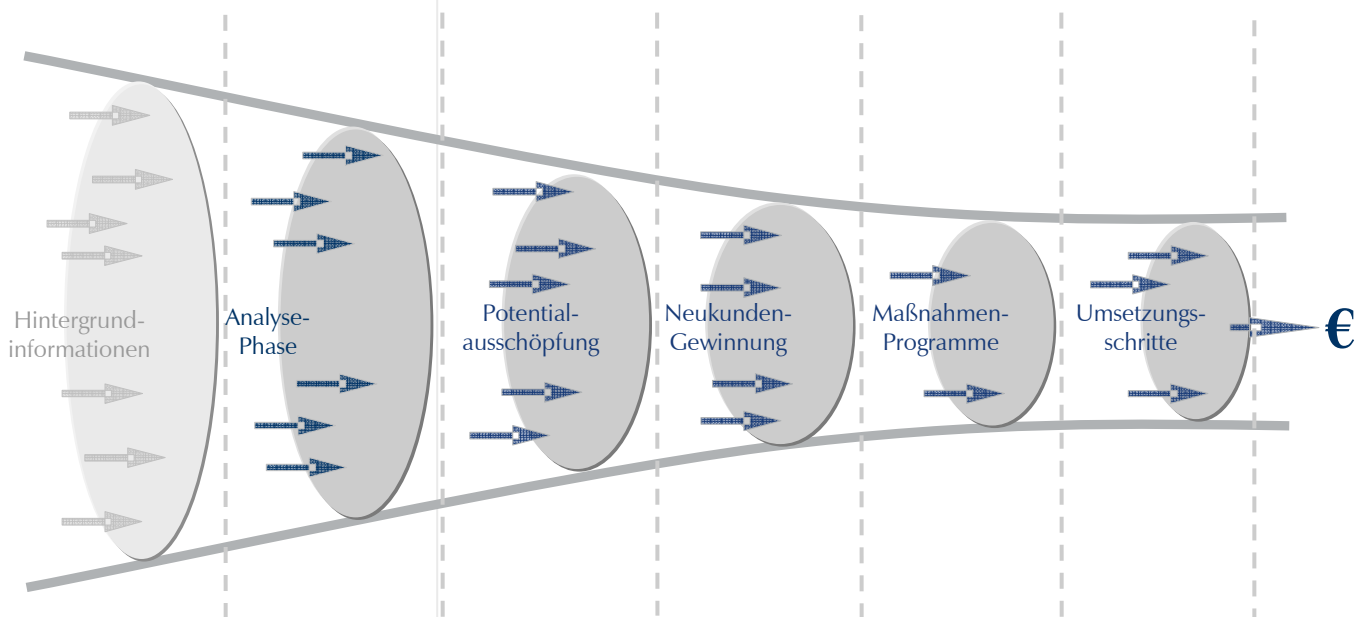 Hintergrund-
informationen
Analyse-
Phase
Potential-
ausschöpfung
Neukunden-
Gewinnung
Maßnahmen-
Programme
Umsetzungs-
schritte
€